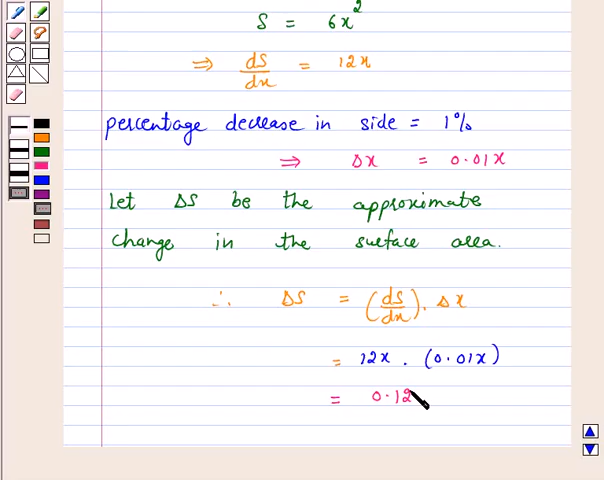 S = 6x²
⇒ dS/dx = 12x
percentage decrease in side = 1%
⇒ Δx = 0.01x
Let ΔS be the approximate
change in the surface area.
∴ ΔS = (dS/dx) . Δx
= 12x . (0.01x)
= 0.12